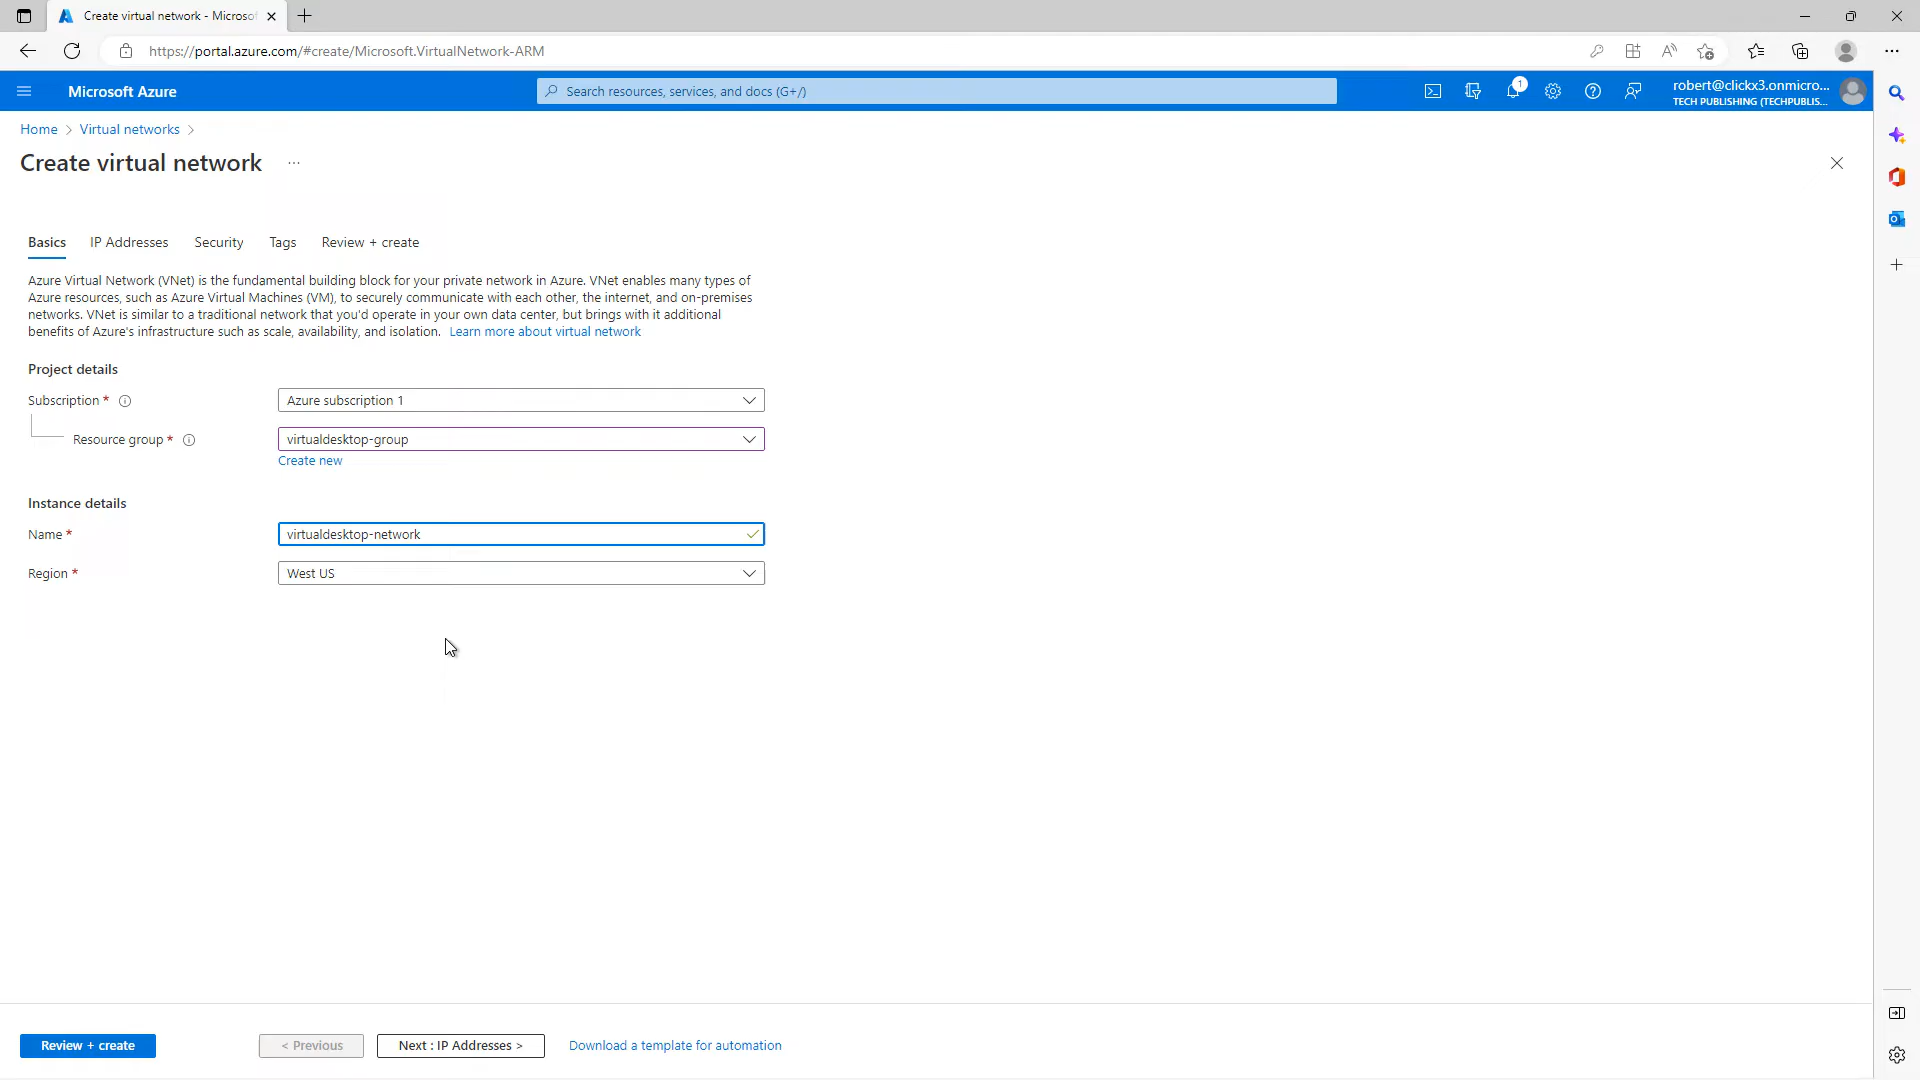 Create virtual network - Microsof
https://portal.azure.com/#create/Microsoft.VirtualNetwork-ARM
Microsoft Azure
Search resources, services, and docs (G+/)
1
robert@clickx3.onmicro...
TECH PUBLISHING (TECHPUBLIS...
Home > Virtual networks >
Create virtual network ...
Basics IP Addresses Security Tags Review + create
Azure Virtual Network (VNet) is the fundamental building block for your private network in Azure. VNet enables many types of
Azure resources, such as Azure Virtual Machines (VM), to securely communicate with each other, the internet, and on-premises
networks. VNet is similar to a traditional network that you'd operate in your own data center, but brings with it additional
benefits of Azure's infrastructure such as scale, availability, and isolation. Learn more about virtual network
Project details
Subscription * Azure subscription 1
Resource group * virtualdesktop-group
Create new
Instance details
Name * virtualdesktop-network
Region * West US
Review + create < Previous Next : IP Addresses > Download a template for automation